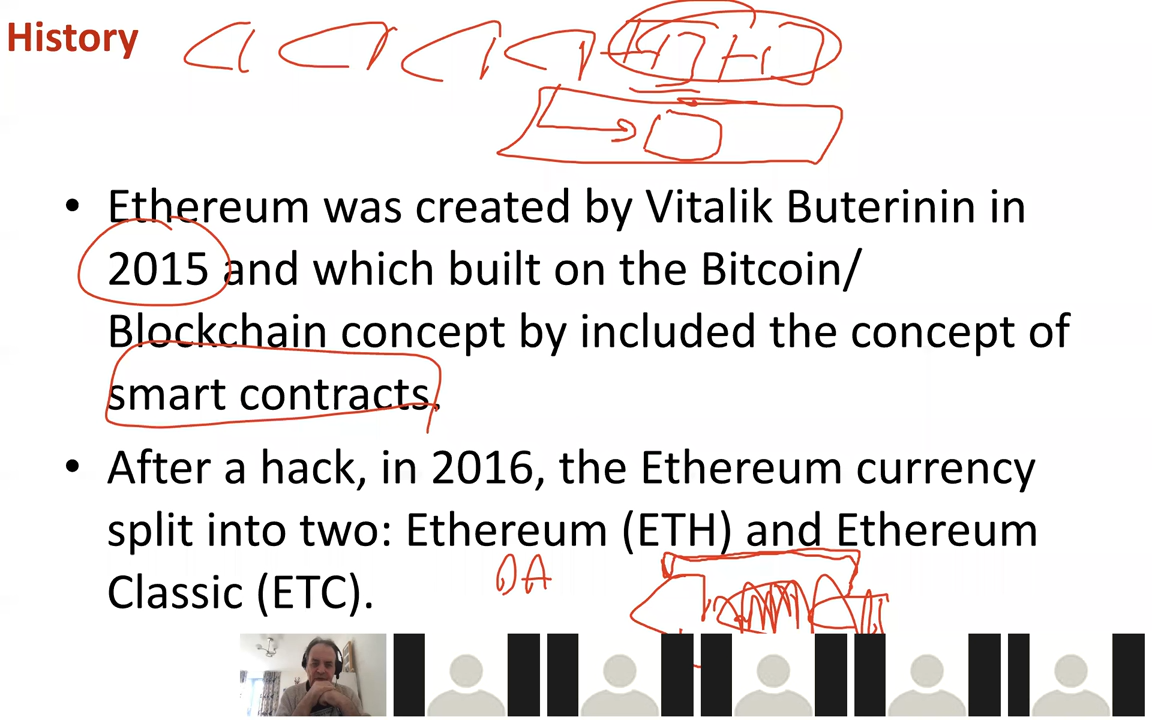 History
• Ethereum was created by Vitalik Buterinin in
2015 and which built on the Bitcoin/
Blockchain concept by included the concept of
smart contracts.
• After a hack, in 2016, the Ethereum currency
split into two: Ethereum (ETH) and Ethereum
Classic (ETC).